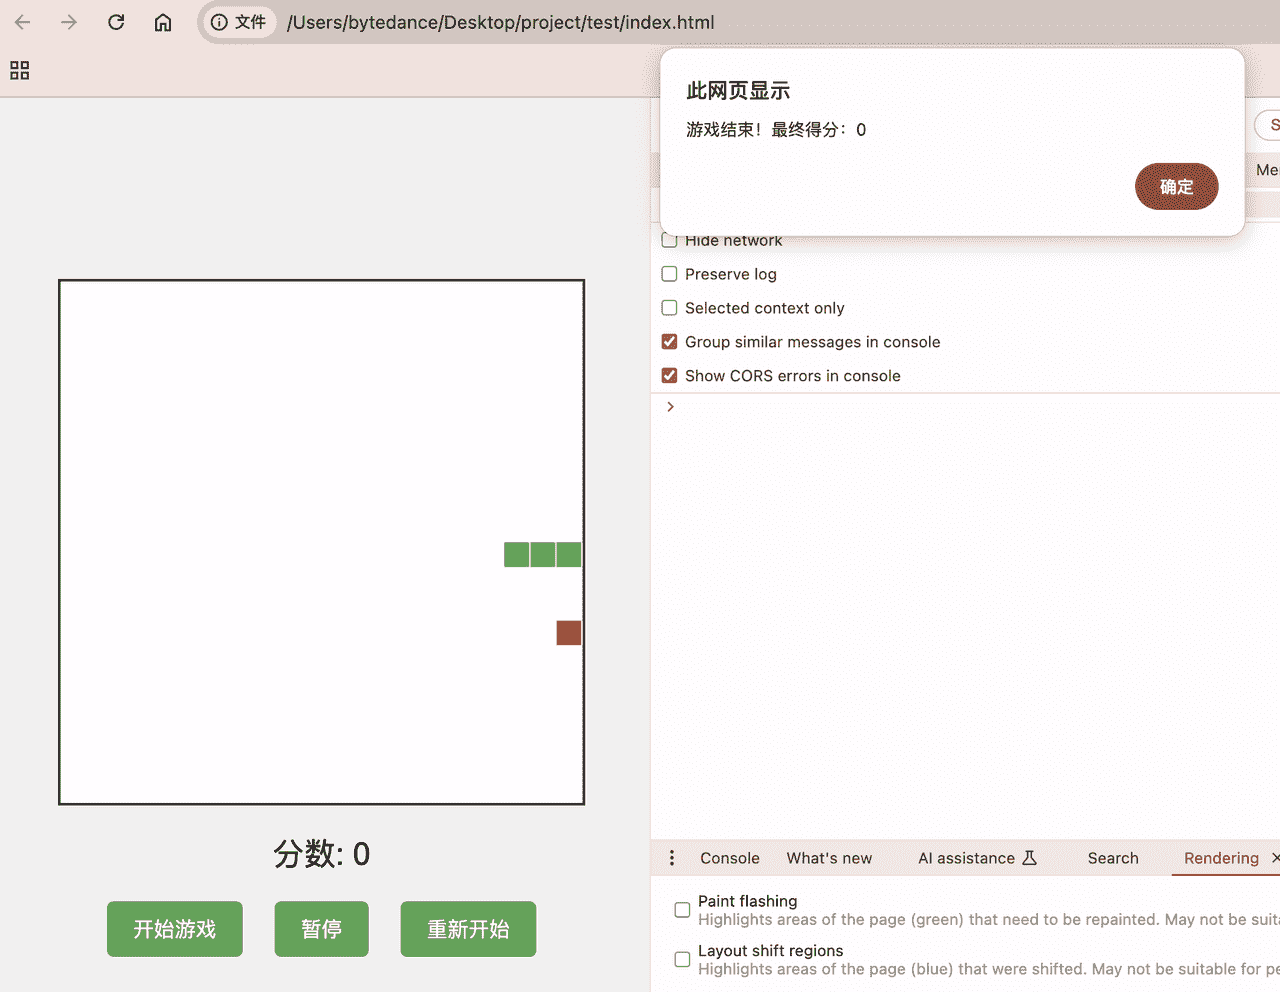 文件 /Users/bytedance/Desktop/project/test/index.html
此网页显示
游戏结束！最终得分：0
确定
S
Me
Hide network
Preserve log
Selected context only
Group similar messages in console
Show CORS errors in console
分数: 0
开始游戏 暂停 重新开始
Console What's new AI assistance Search Rendering
Paint flashing
Highlights areas of the page (green) that need to be repainted. May not be suita
Layout shift regions
Highlights areas of the page (blue) that were shifted. May not be suitable for pe